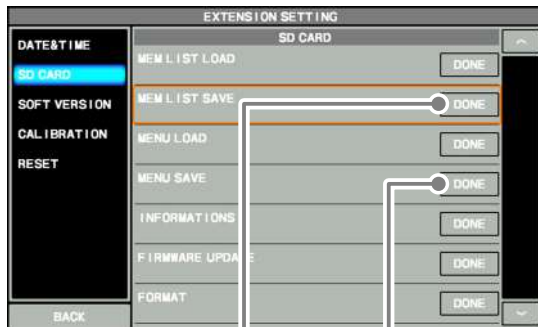 EXTENSION SETTING
DATE&TIME
SD CARD
SOFT VERSION
CALIBRATION
RESET
BACK
SD CARD
MEM LIST LOAD DONE
MEM LIST SAVE DONE
MENU LOAD DONE
MENU SAVE DONE
INFORMATIONS DONE
FIRMWARE UPDATE DONE
FORMAT DONE